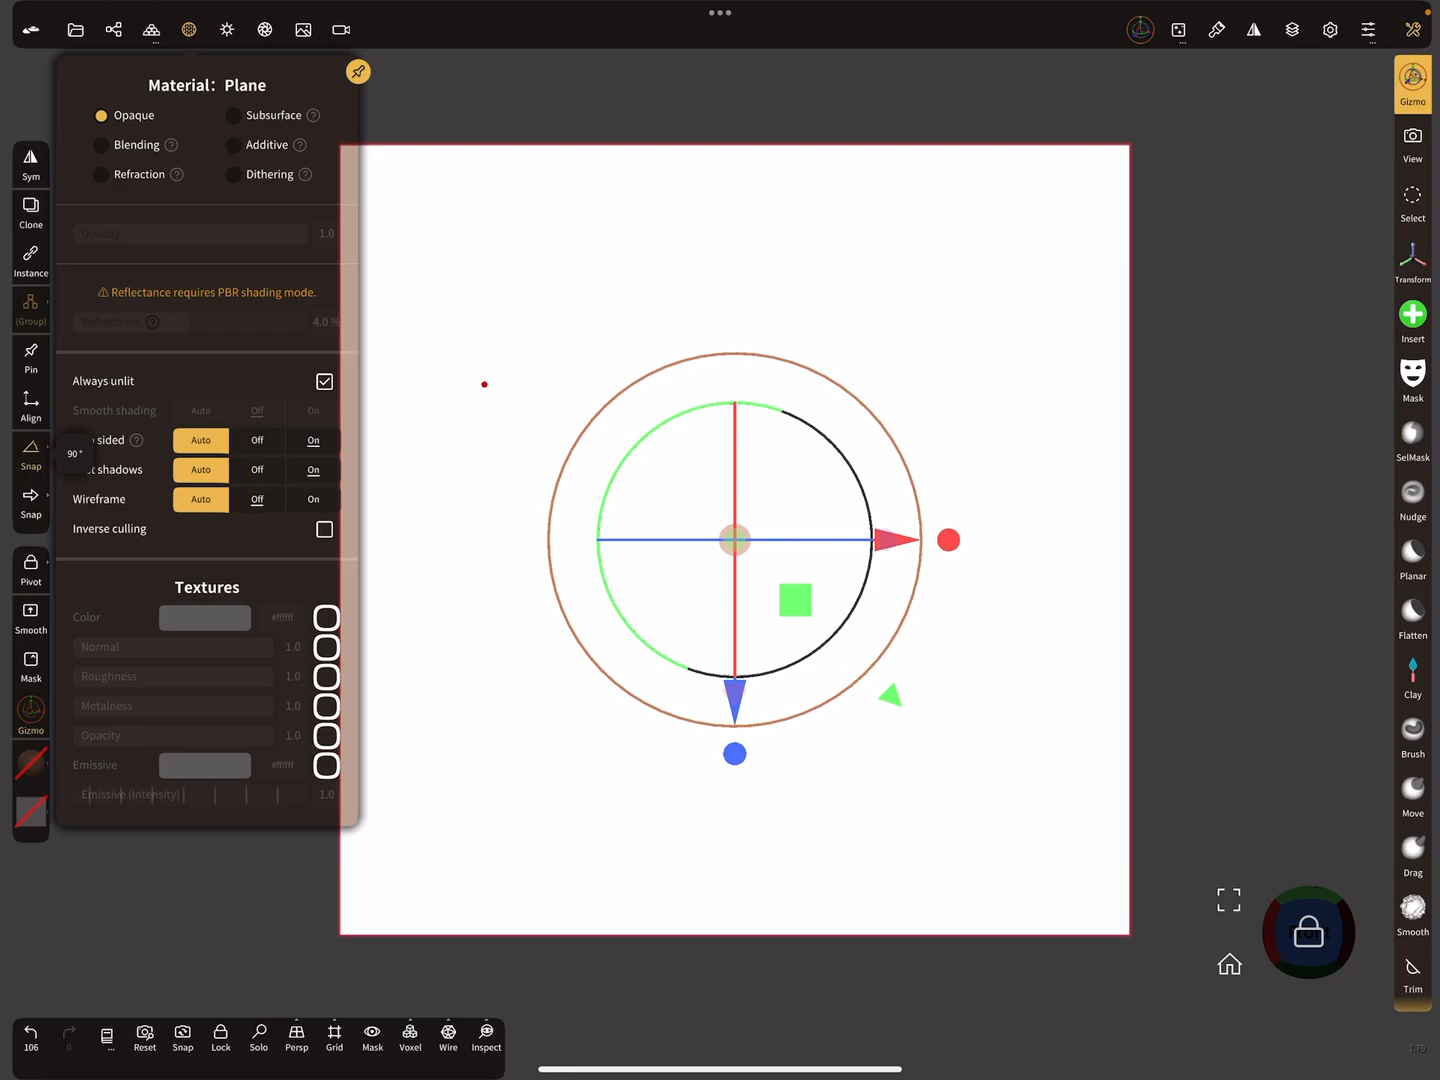 Material: Plane
Opaque
Subsurface ?
Blending ?
Additive ?
Refraction ?
Dithering ?
Opacity 1.0
⚠ Reflectance requires PBR shading mode.
Reflectance ? 4.0 %
Always unlit
Smooth shading Auto Off On
sided ? Auto Off On
shadows Auto Off On
Wireframe Auto Off On
Inverse culling
Textures
Color #ffffff
Normal 1.0
Roughness 1.0
Metalness 1.0
Opacity 1.0
Emissive #ffffff
Emissive (Intensity) 1.0
Sym
Clone
Instance
(Group)
Pin
Align
Snap
90°
Snap
Pivot
Smooth
Mask
Gizmo
Gizmo
View
Select
Transform
Insert
Mask
SelMask
Nudge
Planar
Flatten
Clay
Brush
Move
Drag
Smooth
Trim
106
0
...
Reset
Snap
Lock
Solo
Persp
Grid
Mask
Voxel
Wire
Inspect
1.79